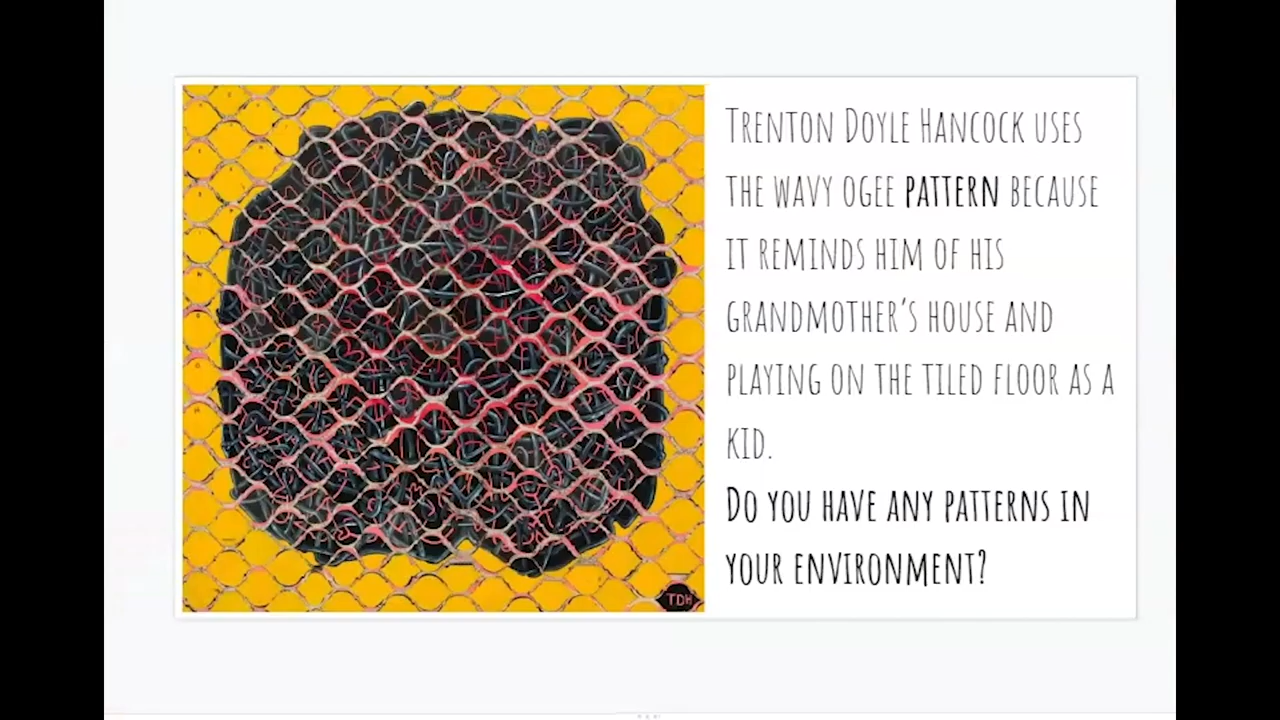 Trenton Doyle Hancock uses
the wavy ogee pattern because
it reminds him of his
grandmother's house and
playing on the tiled floor as a
kid.
Do you have any patterns in
your environment?
TDH